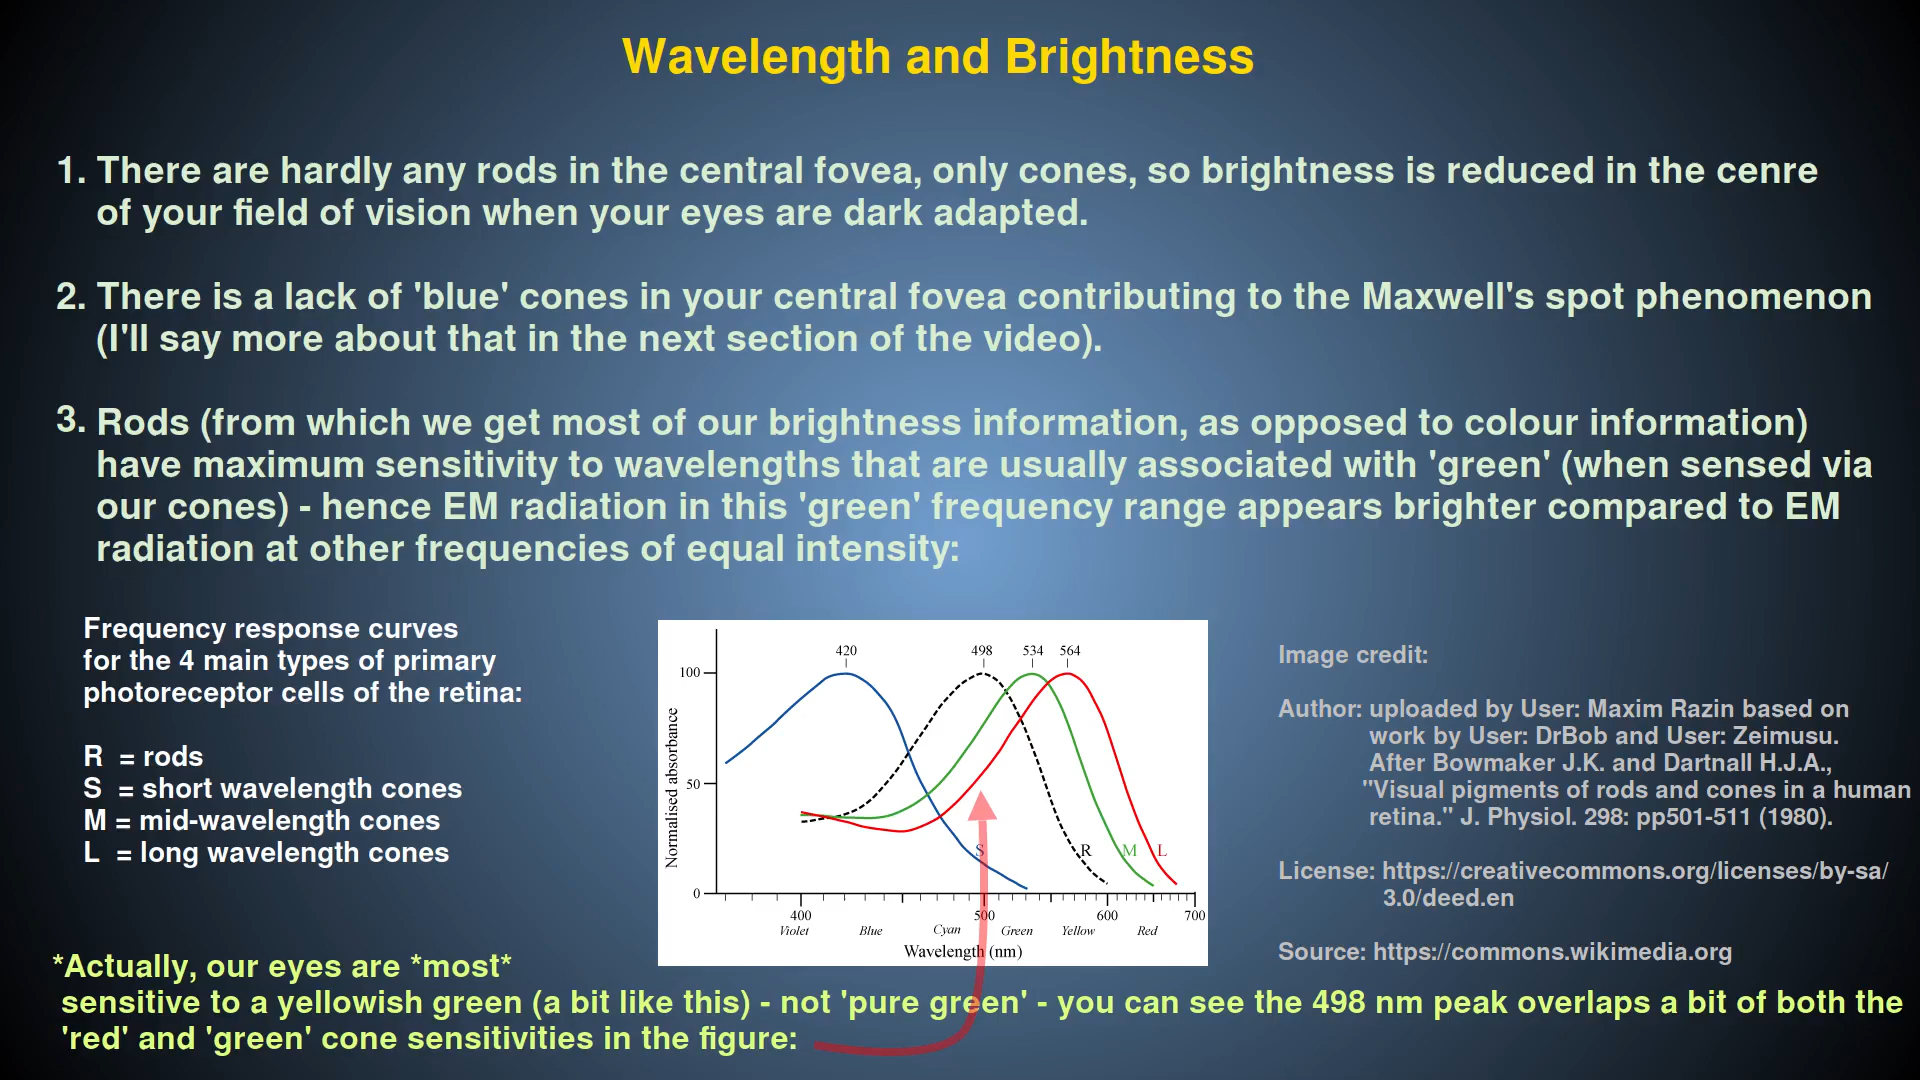 Wavelength and Brightness
1. There are hardly any rods in the central fovea, only cones, so brightness is reduced in the cenre
of your field of vision when your eyes are dark adapted.
2. There is a lack of 'blue' cones in your central fovea contributing to the Maxwell's spot phenomenon
(I'll say more about that in the next section of the video).
3. Rods (from which we get most of our brightness information, as opposed to colour information)
have maximum sensitivity to wavelengths that are usually associated with 'green' (when sensed via
our cones) - hence EM radiation in this 'green' frequency range appears brighter compared to EM
radiation at other frequencies of equal intensity:
Frequency response curves
for the 4 main types of primary
photoreceptor cells of the retina:
R = rods
S = short wavelength cones
M = mid-wavelength cones
L = long wavelength cones
420 498 534 564
100
50
0
Normalised absorbance
S R M L
400 500 600 700
Violet Blue Cyan Green Yellow Red
Wavelength (nm)
Image credit:
Author: uploaded by User: Maxim Razin based on
work by User: DrBob and User: Zeimusu.
After Bowmaker J.K. and Dartnall H.J.A.,
"Visual pigments of rods and cones in a human
retina." J. Physiol. 298: pp501-511 (1980).
License: https://creativecommons.org/licenses/by-sa/
3.0/deed.en
Source: https://commons.wikimedia.org
*Actually, our eyes are *most*
sensitive to a yellowish green (a bit like this) - not 'pure green' - you can see the 498 nm peak overlaps a bit of both the
'red' and 'green' cone sensitivities in the figure: